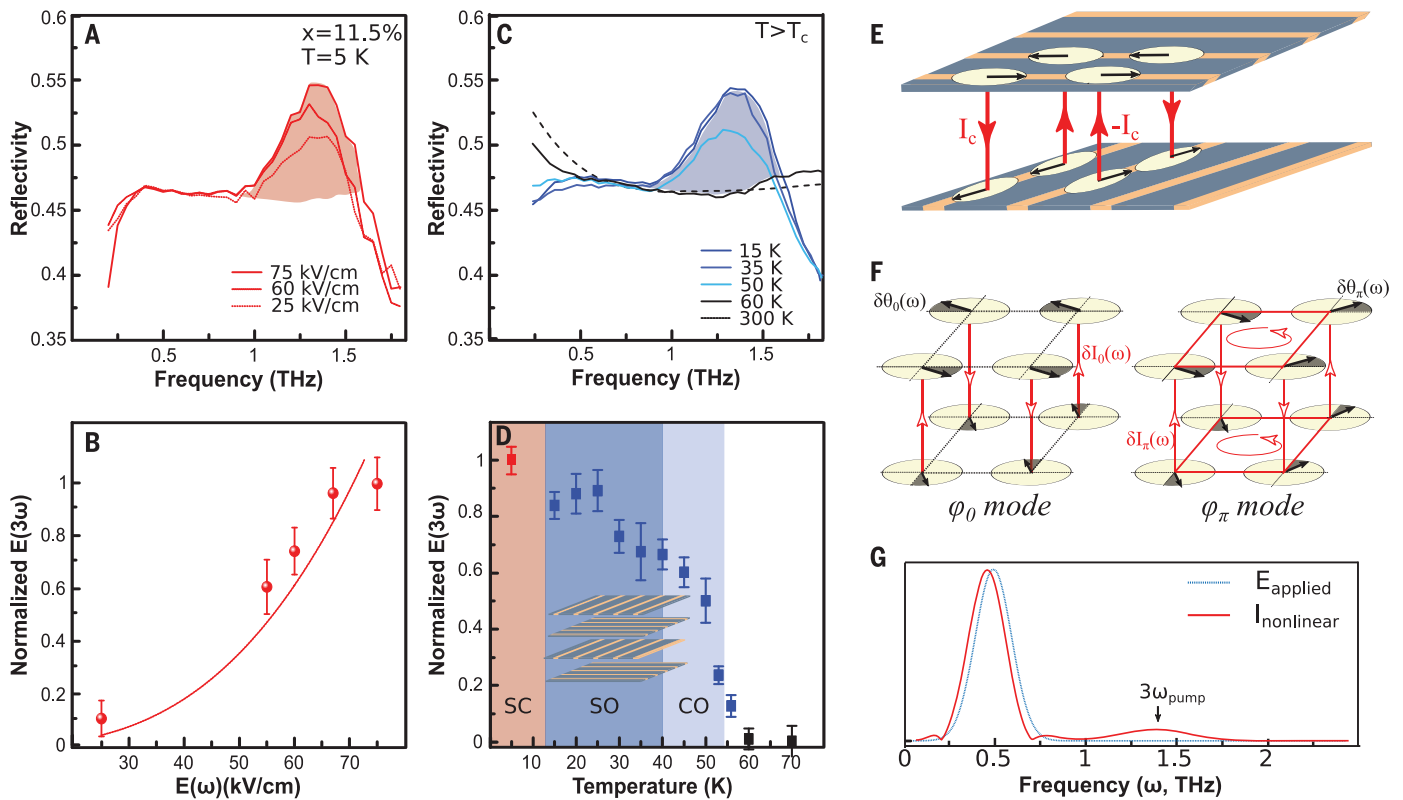 A
x=11.5%
T=5 K
0.6
0.55
0.5
0.45
0.4
0.35
Reflectivity
75 kV/cm
60 kV/cm
25 kV/cm
0.5
1
1.5
Frequency (THz)
B
1
0.8
0.6
0.4
0.2
0
Normalized E(3ω)
30
40
50
60
70
E(ω)(kV/cm)
C
T>Tc
0.6
0.55
0.5
0.45
0.4
0.35
Reflectivity
15 K
35 K
50 K
60 K
300 K
0.5
1
1.5
Frequency (THz)
D
1
0.8
0.6
0.4
0.2
0
Normalized E(3ω)
SC
SO
CO
10
20
30
40
50
60
70
Temperature (K)
E
Ic
-Ic
F
δθ0(ω)
δI0(ω)
φ0 mode
δθπ(ω)
δIπ(ω)
φπ mode
G
Eapplied
Inonlinear
3ωpump
0
0.5
1
1.5
2
Frequency (ω, THz)